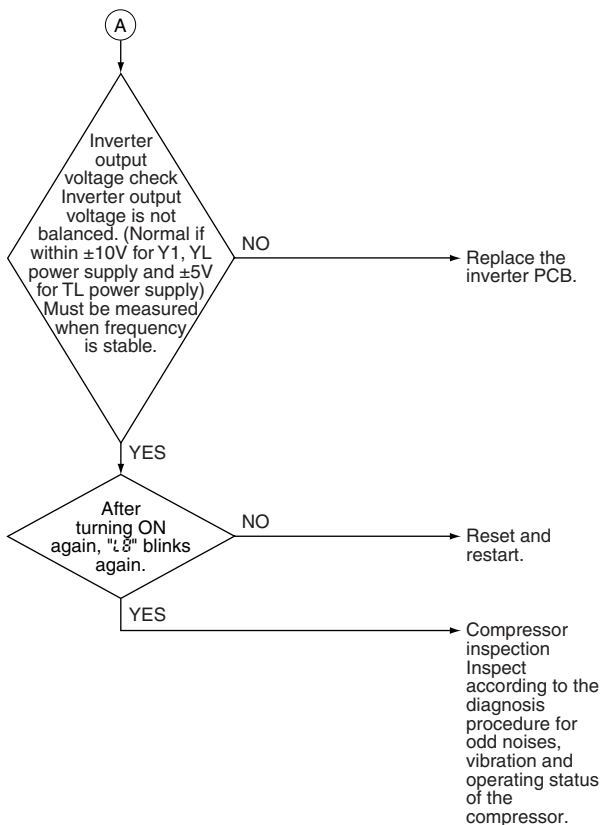 A
Inverter
output
voltage check
Inverter output
voltage is not
balanced. (Normal if
within ±10V for Y1, YL
power supply and ±5V
for TL power supply)
Must be measured
when frequency
is stable.
NO
Replace the
inverter PCB.
YES
After
turning ON
again, "L8" blinks
again.
NO
Reset and
restart.
YES
Compressor
inspection
Inspect
according to the
diagnosis
procedure for
odd noises,
vibration and
operating status
of the
compressor.